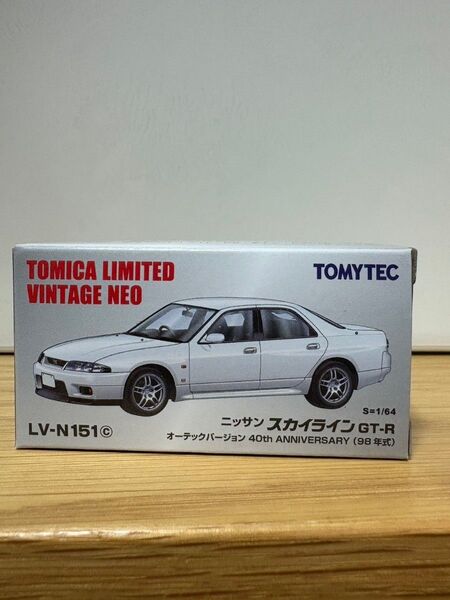 TOMICA LIMITED
VINTAGE NEO
TOMYTEC
S=1/64
LV-N151ⓒ
ニッサン スカイライン GT-R
オーテックバージョン 40th ANNIVERSARY (98年式)